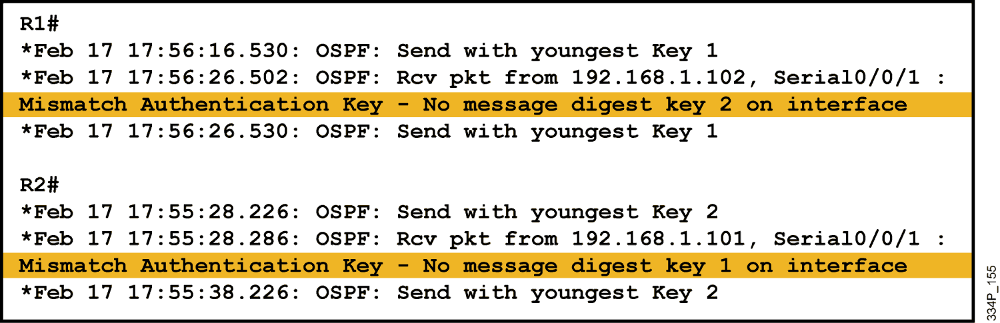 R1#
*Feb 17 17:56:16.530: OSPF: Send with youngest Key 1
*Feb 17 17:56:26.502: OSPF: Rcv pkt from 192.168.1.102, Serial0/0/1 :
Mismatch Authentication Key - No message digest key 2 on interface
*Feb 17 17:56:26.530: OSPF: Send with youngest Key 1
R2#
*Feb 17 17:55:28.226: OSPF: Send with youngest Key 2
*Feb 17 17:55:28.286: OSPF: Rcv pkt from 192.168.1.101, Serial0/0/1 :
Mismatch Authentication Key - No message digest key 1 on interface
*Feb 17 17:55:38.226: OSPF: Send with youngest Key 2
334P_155